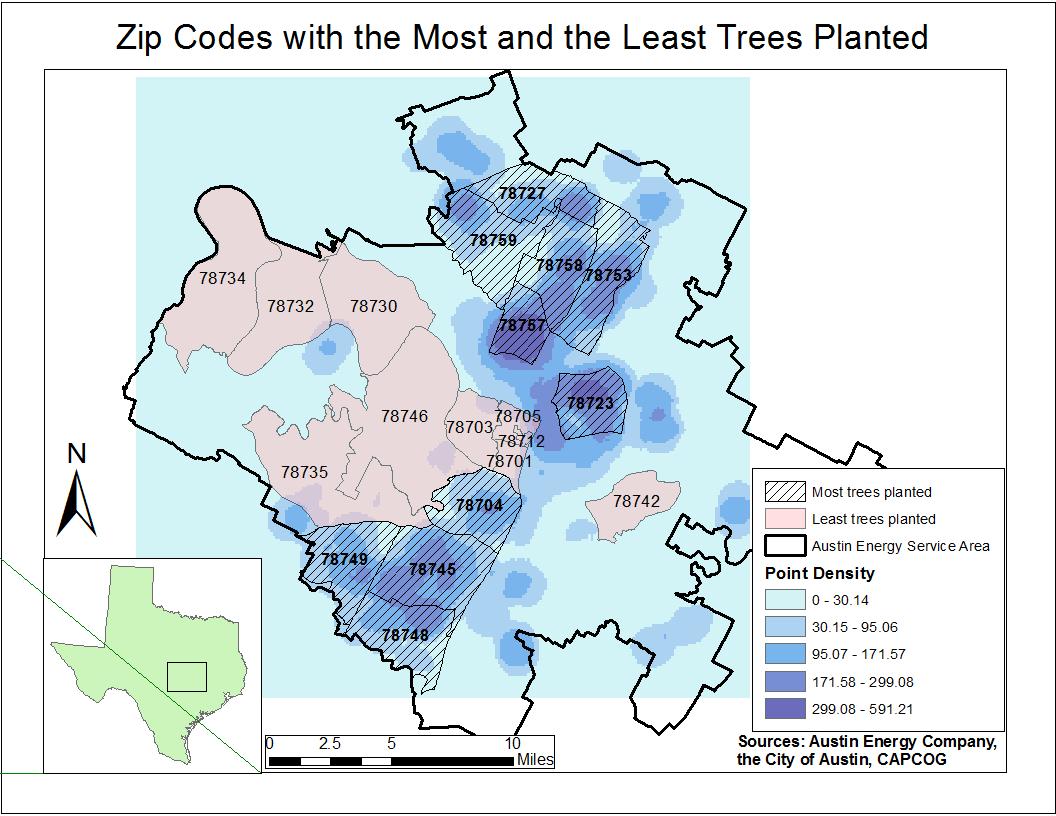 Zip Codes with the Most and the Least Trees Planted
78727
78759
78758
78753
78734
78732
78730
78757
78723
78746
78705
78703
78712
78701
78735
78742
78704
78749
78745
78748
N
Most trees planted
Least trees planted
Austin Energy Service Area
Point Density
0 - 30.14
30.15 - 95.06
95.07 - 171.57
171.58 - 299.08
299.08 - 591.21
0 2.5 5 10
Miles
Sources: Austin Energy Company,
the City of Austin, CAPCOG